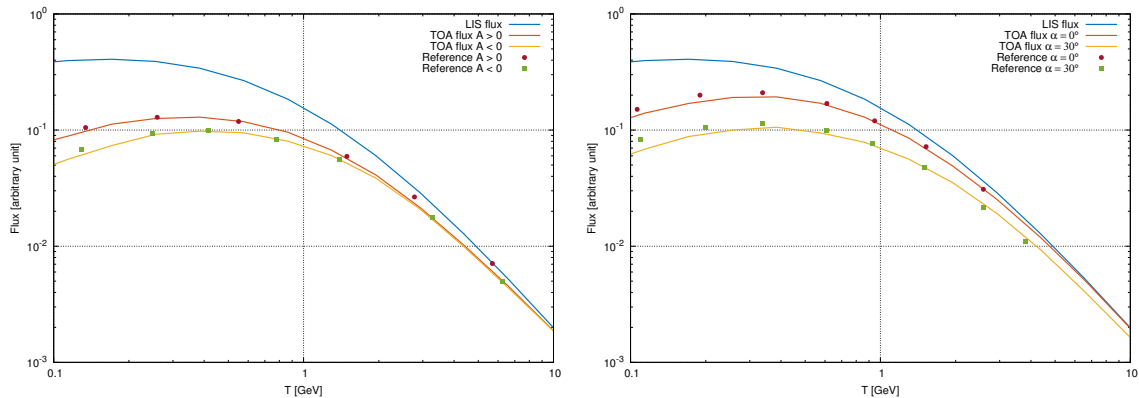 10^0
10^-1
10^-2
10^-3
Flux [arbitrary unit]
0.1
1
10
T [GeV]
LIS flux
TOA flux A > 0
TOA flux A < 0
Reference A > 0
Reference A < 0
10^0
10^-1
10^-2
10^-3
Flux [arbitrary unit]
0.1
1
10
T [GeV]
LIS flux
TOA flux α = 0°
TOA flux α = 30°
Reference α = 0°
Reference α = 30°